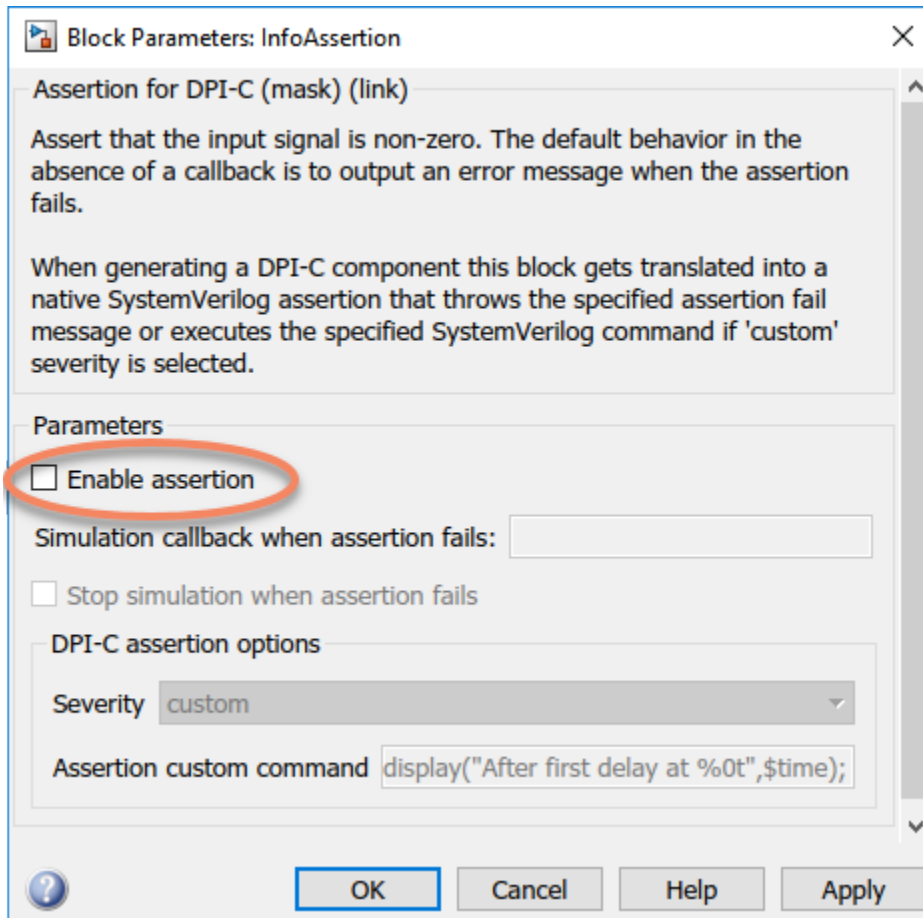 Block Parameters: InfoAssertion
Assertion for DPI-C (mask) (link)
Assert that the input signal is non-zero. The default behavior in the
absence of a callback is to output an error message when the assertion
fails.
When generating a DPI-C component this block gets translated into a
native SystemVerilog assertion that throws the specified assertion fail
message or executes the specified SystemVerilog command if 'custom'
severity is selected.
Parameters
Enable assertion
Simulation callback when assertion fails:
Stop simulation when assertion fails
DPI-C assertion options
Severity custom
Assertion custom command display("After first delay at %0t",$time);
? OK Cancel Help Apply